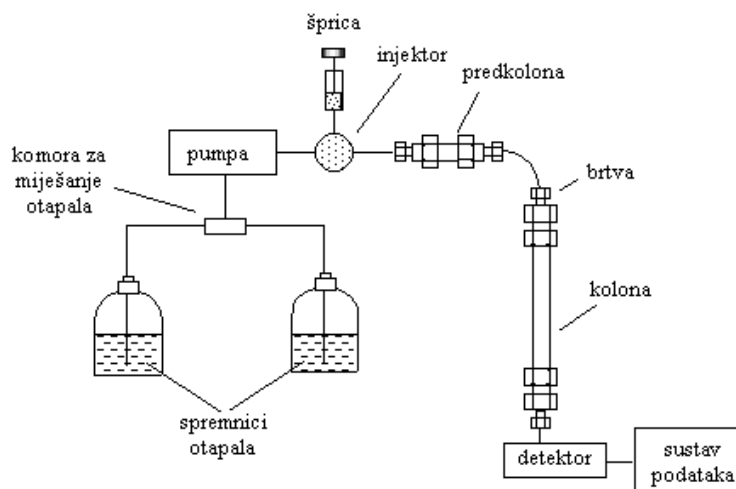 šprica
injektor
predkolona
pumpa
komora za
miješanje
otapala
brtva
kolona
spremnici
otapala
detektor
sustav
podataka